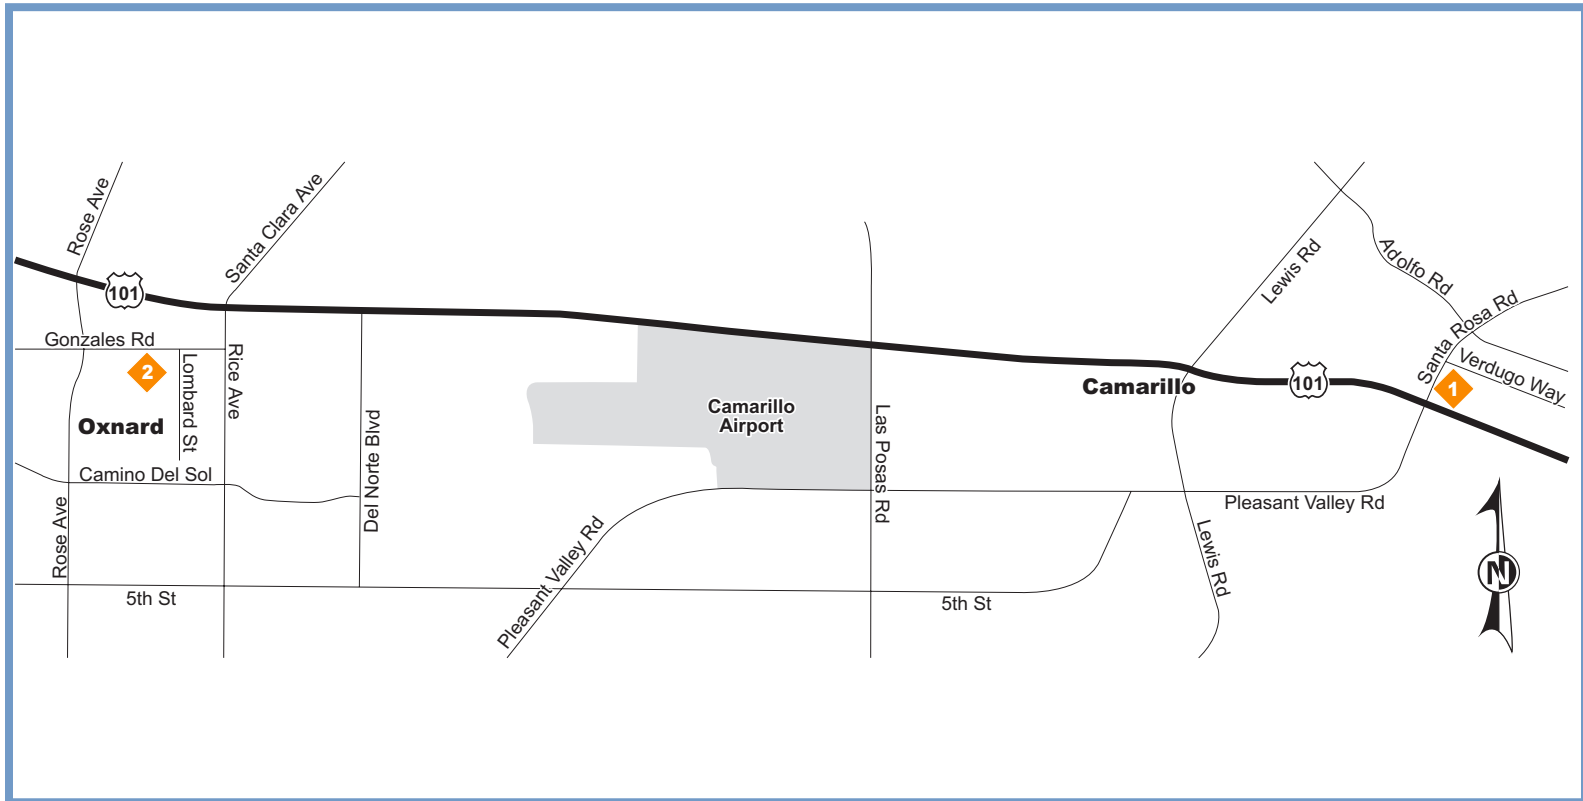 Rose Ave
Santa Clara Ave
101
Gonzales Rd
2
Lombard St
Rice Ave
Oxnard
Camino Del Sol
Del Norte Blvd
Rose Ave
5th St
Pleasant Valley Rd
Camarillo
Airport
Las Posas Rd
5th St
Camarillo
Lewis Rd
101
Adolfo Rd
Santa Rosa Rd
Verdugo Way
1
Pleasant Valley Rd
Lewis Rd
N